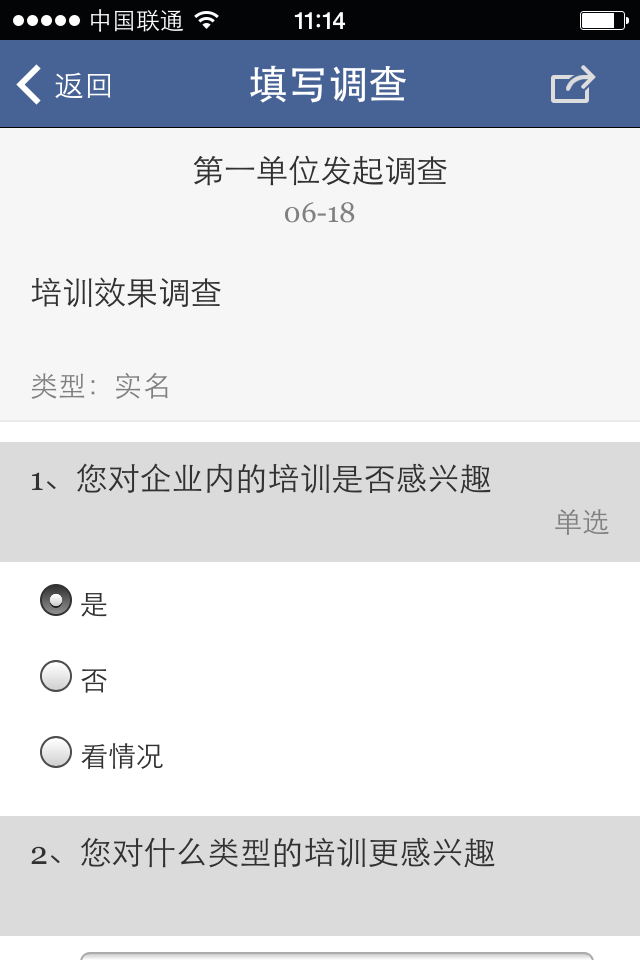 中国联通 11:14
返回 填写调查
第一单位发起调查
06-18
培训效果调查
类型：实名
1、您对企业内的培训是否感兴趣
单选
是
否
看情况
2、您对什么类型的培训更感兴趣